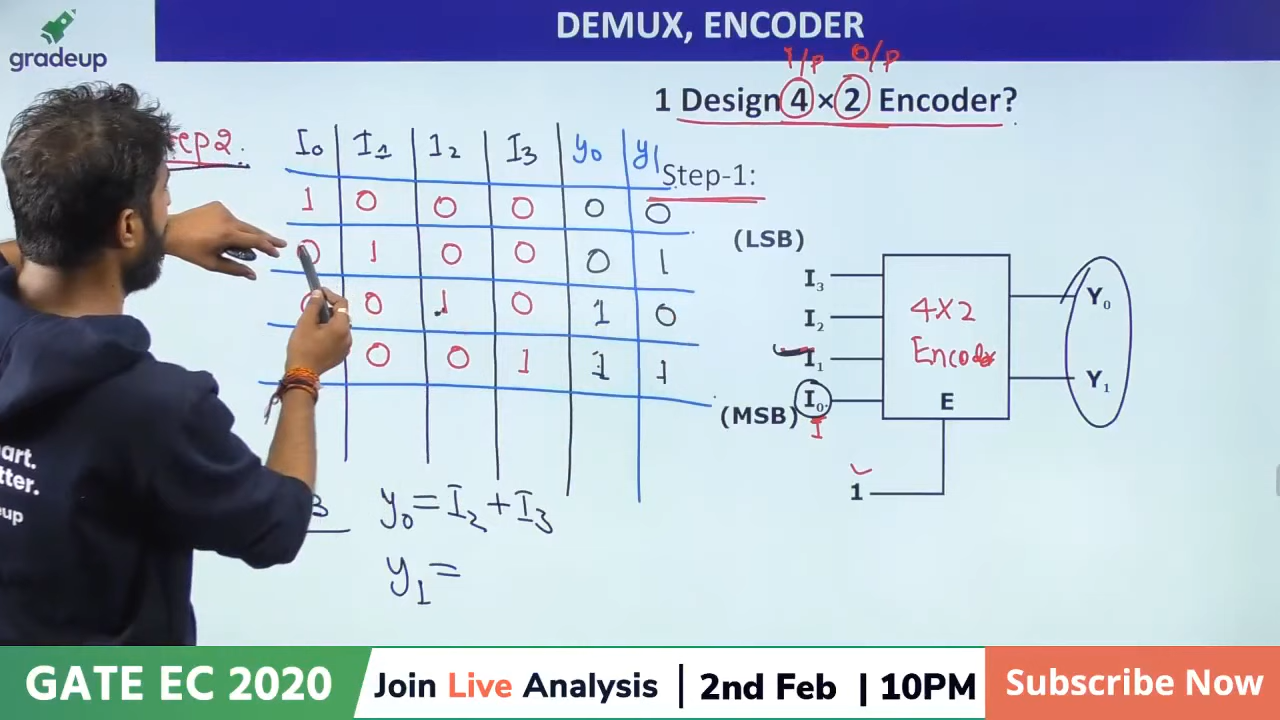 DEMUX, ENCODER
gradeup
I/P O/P
1 Design 4 × 2 Encoder?
I0 I1 I2 I3 y0 y1
1 0 0 0 0 0
0 1 0 0 0 1
0 0 1 0 1 0
0 0 1 1 1
Step-1:
(LSB)
I3
I2
I1
(MSB) I0
I
4X2
Encoder
E
Y0
Y1
1
y0 = I2 + I3
y1 =
GATE EC 2020
Join Live Analysis | 2nd Feb | 10PM
Subscribe Now